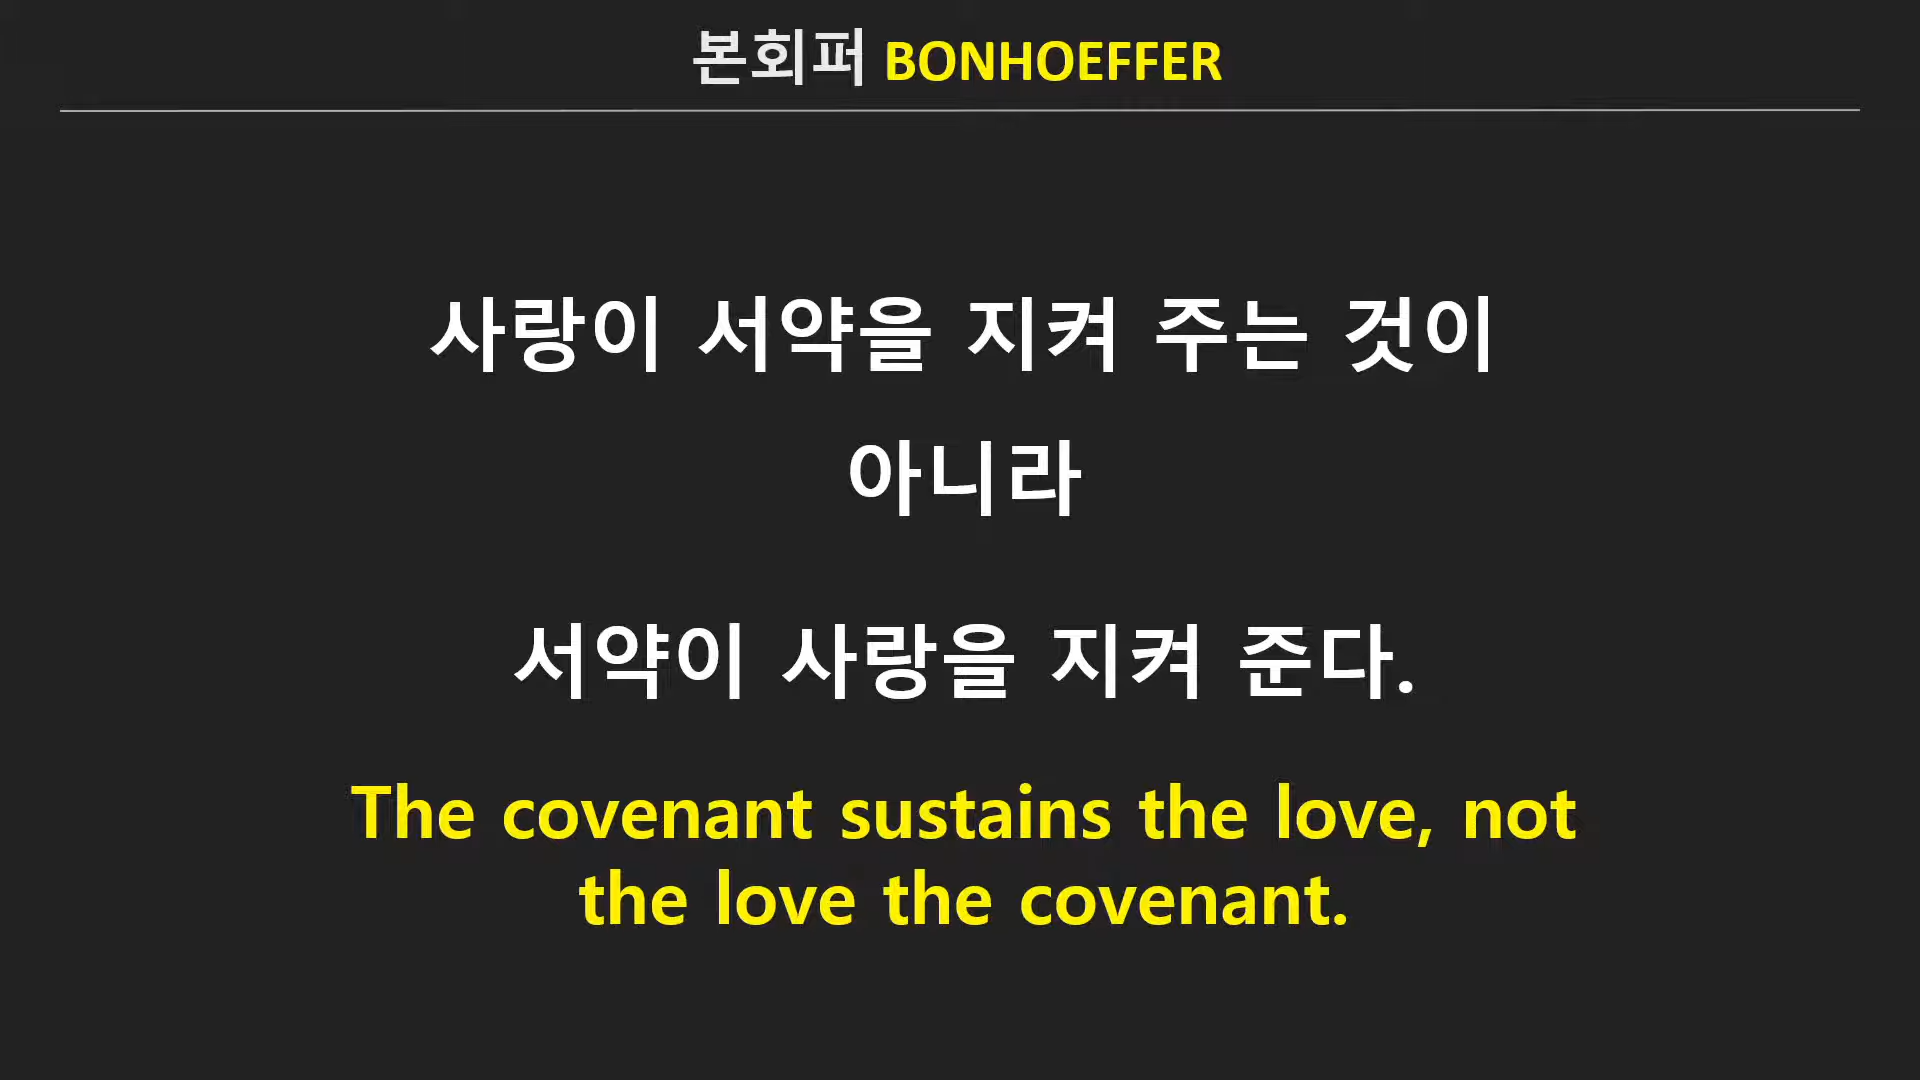 본회퍼 BONHOEFFER
사랑이 서약을 지켜 주는 것이
아니라
서약이 사랑을 지켜 준다.
The covenant sustains the love, not
the love the covenant.